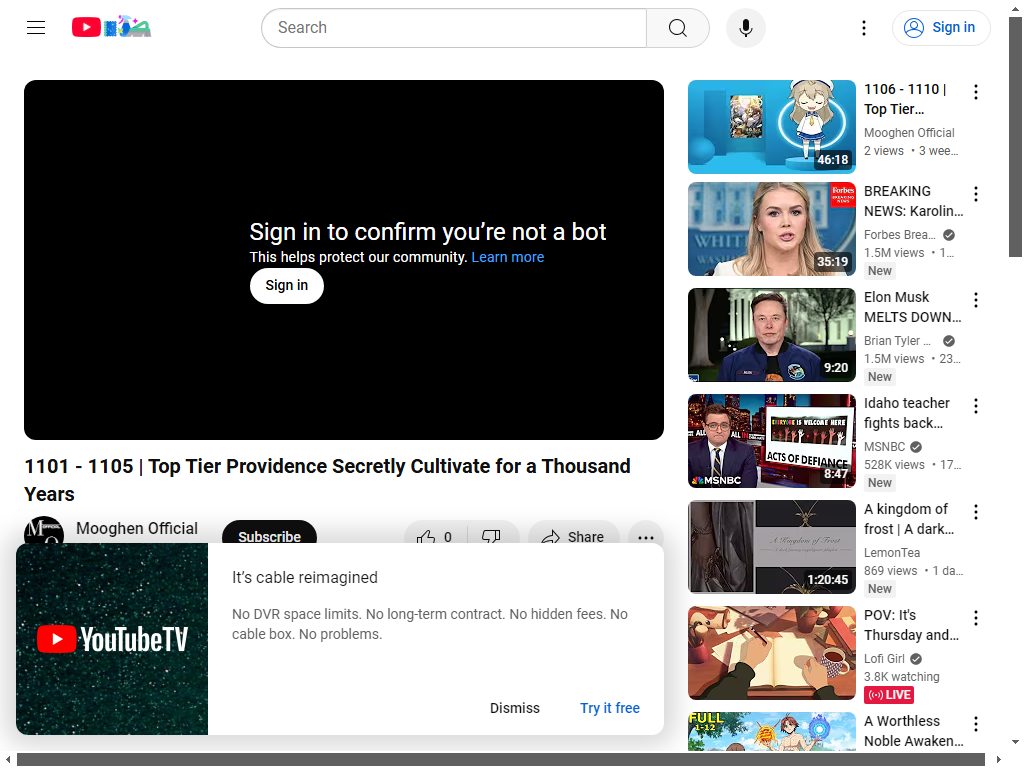 Search
Sign in
Sign in to confirm you’re not a bot
This helps protect our community. Learn more
Sign in
1101 - 1105 | Top Tier Providence Secretly Cultivate for a Thousand
Years
Mooghen Official
Subscribe
0
Share
YouTubeTV
It’s cable reimagined
No DVR space limits. No long-term contract. No hidden fees. No
cable box. No problems.
Dismiss
Try it free
46:18
1106 - 1110 |
Top Tier…
Mooghen Official
2 views • 3 wee…
Forbes
BREAKING NEWS
35:19
BREAKING
NEWS: Karolin…
Forbes Brea…
1.5M views • 1…
New
9:20
Elon Musk
MELTS DOWN…
Brian Tyler …
1.5M views • 23…
New
EVERYONE IS WELCOME HERE
ACTS OF DEFIANCE
MSNBC
8:47
Idaho teacher
fights back…
MSNBC
528K views • 17…
New
A Kingdom of Frost
1:20:45
A kingdom of
frost | A dark…
LemonTea
869 views • 1 da…
New
POV: It's
Thursday and…
Lofi Girl
3.8K watching
LIVE
FULL
1-12
A Worthless
Noble Awaken…